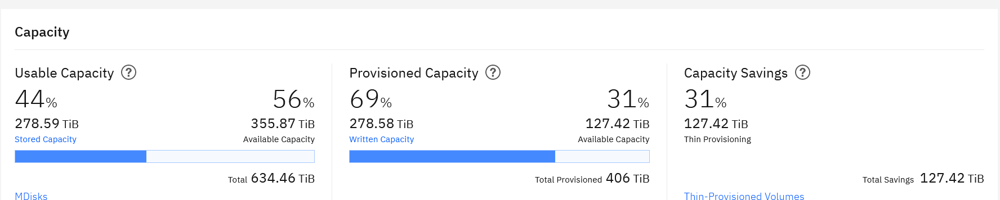 Capacity
Usable Capacity ?
44% 56%
278.59 TiB 355.87 TiB
Stored Capacity Available Capacity
Total 634.46 TiB
MDisks
Provisioned Capacity ?
69% 31%
278.58 TiB 127.42 TiB
Written Capacity Available Capacity
Total Provisioned 406 TiB
Capacity Savings ?
31%
127.42 TiB
Thin Provisioning
Total Savings 127.42 TiB
Thin-Provisioned Volumes